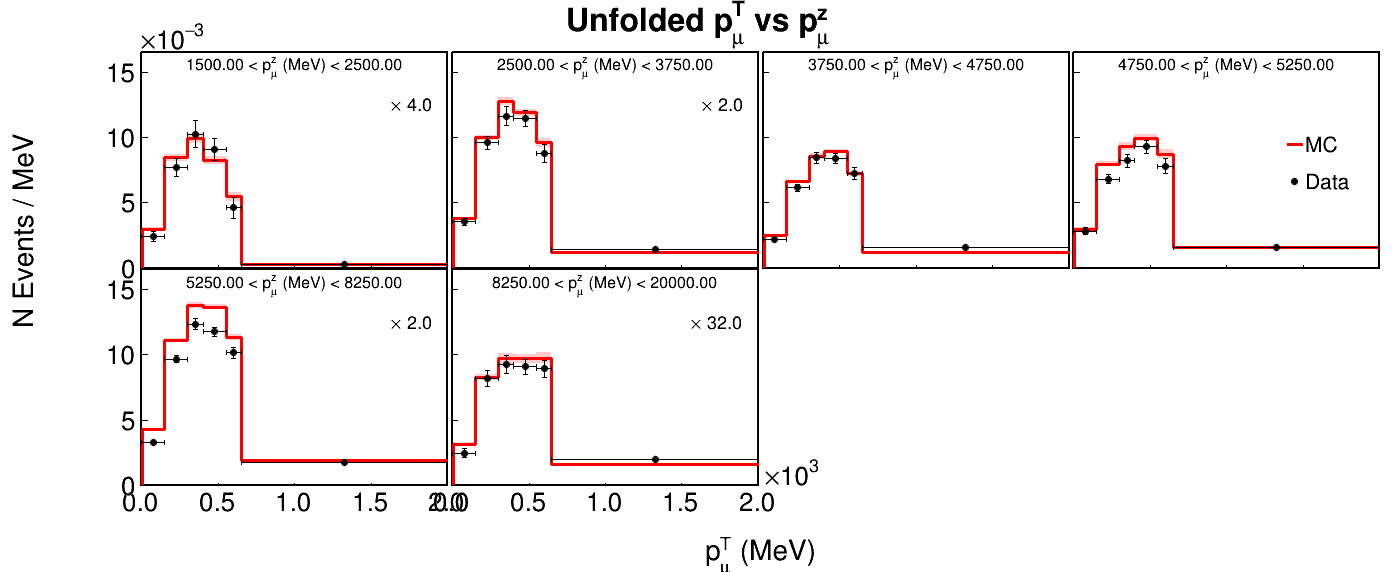 Unfolded p_μ^T vs p_μ^z
×10^−3
N Events / MeV
15
10
5
0
1500.00 < p_μ^z (MeV) < 2500.00
× 4.0
2500.00 < p_μ^z (MeV) < 3750.00
× 2.0
3750.00 < p_μ^z (MeV) < 4750.00
4750.00 < p_μ^z (MeV) < 5250.00
MC
Data
15
10
5
0
5250.00 < p_μ^z (MeV) < 8250.00
× 2.0
8250.00 < p_μ^z (MeV) < 20000.00
× 32.0
0.0 0.5 1.0 1.5 2.0
0.0 0.5 1.0 1.5 2.0
×10^3
p_μ^T (MeV)